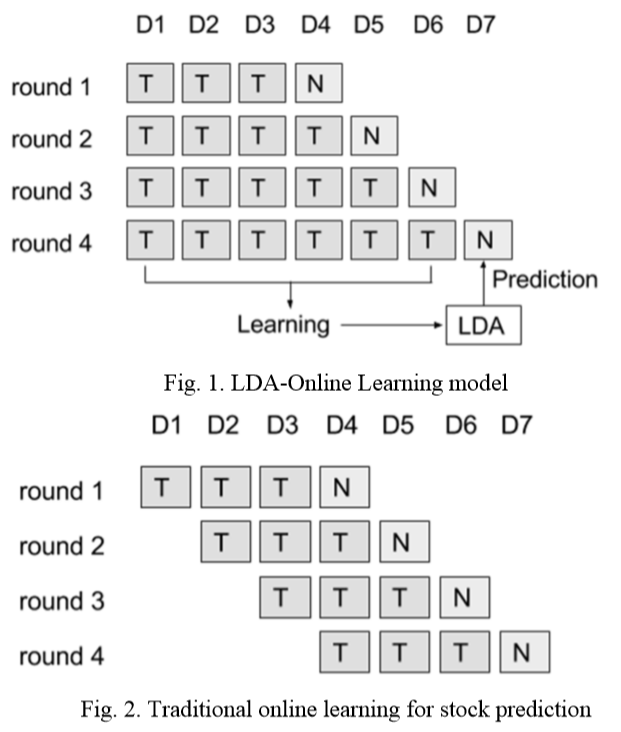 D1 D2 D3 D4 D5 D6 D7
round 1 T T T N
round 2 T T T T N
round 3 T T T T T N
round 4 T T T T T T N
Prediction
Learning LDA
Fig. 1. LDA-Online Learning model
D1 D2 D3 D4 D5 D6 D7
round 1 T T T N
round 2 T T T N
round 3 T T T N
round 4 T T T N
Fig. 2. Traditional online learning for stock prediction